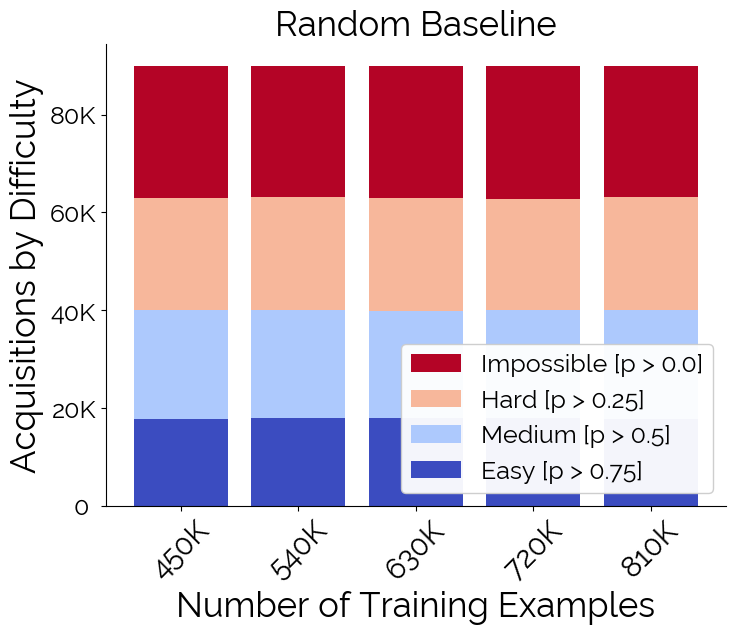 Random Baseline
Acquisitions by Difficulty
80K
60K
40K
20K
0
Impossible [p > 0.0]
Hard [p > 0.25]
Medium [p > 0.5]
Easy [p > 0.75]
450K
540K
630K
720K
810K
Number of Training Examples